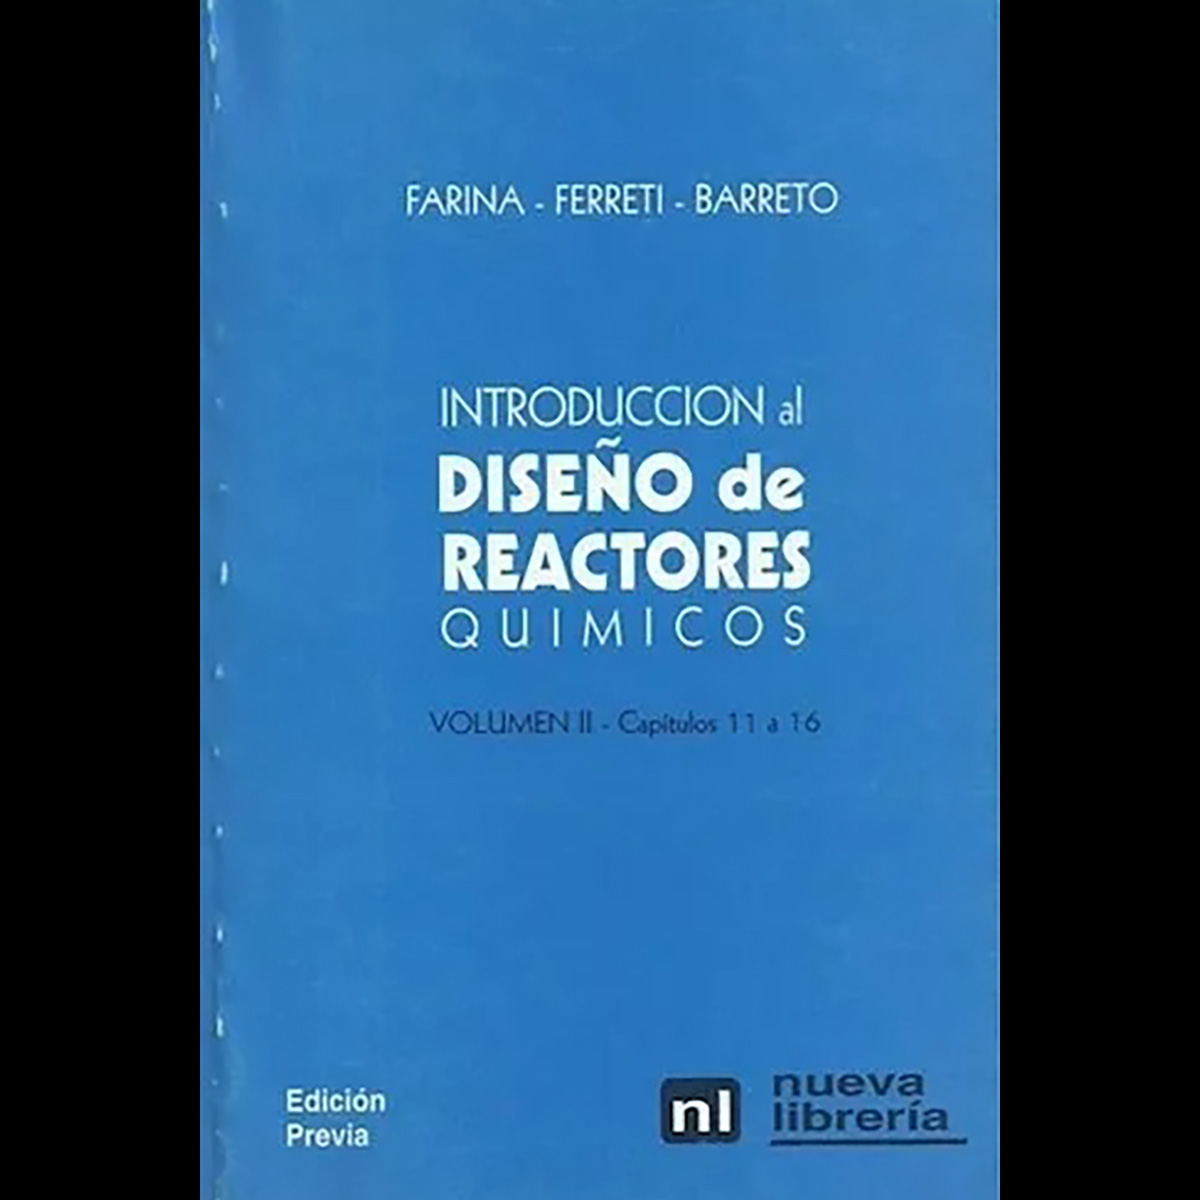 FARINA - FERRETI - BARRETO
INTRODUCCION al
DISEÑO de
REACTORES
QUIMICOS
VOLUMEN II - Capítulos 11 a 16
Edición
Previa
nl
nueva
librería